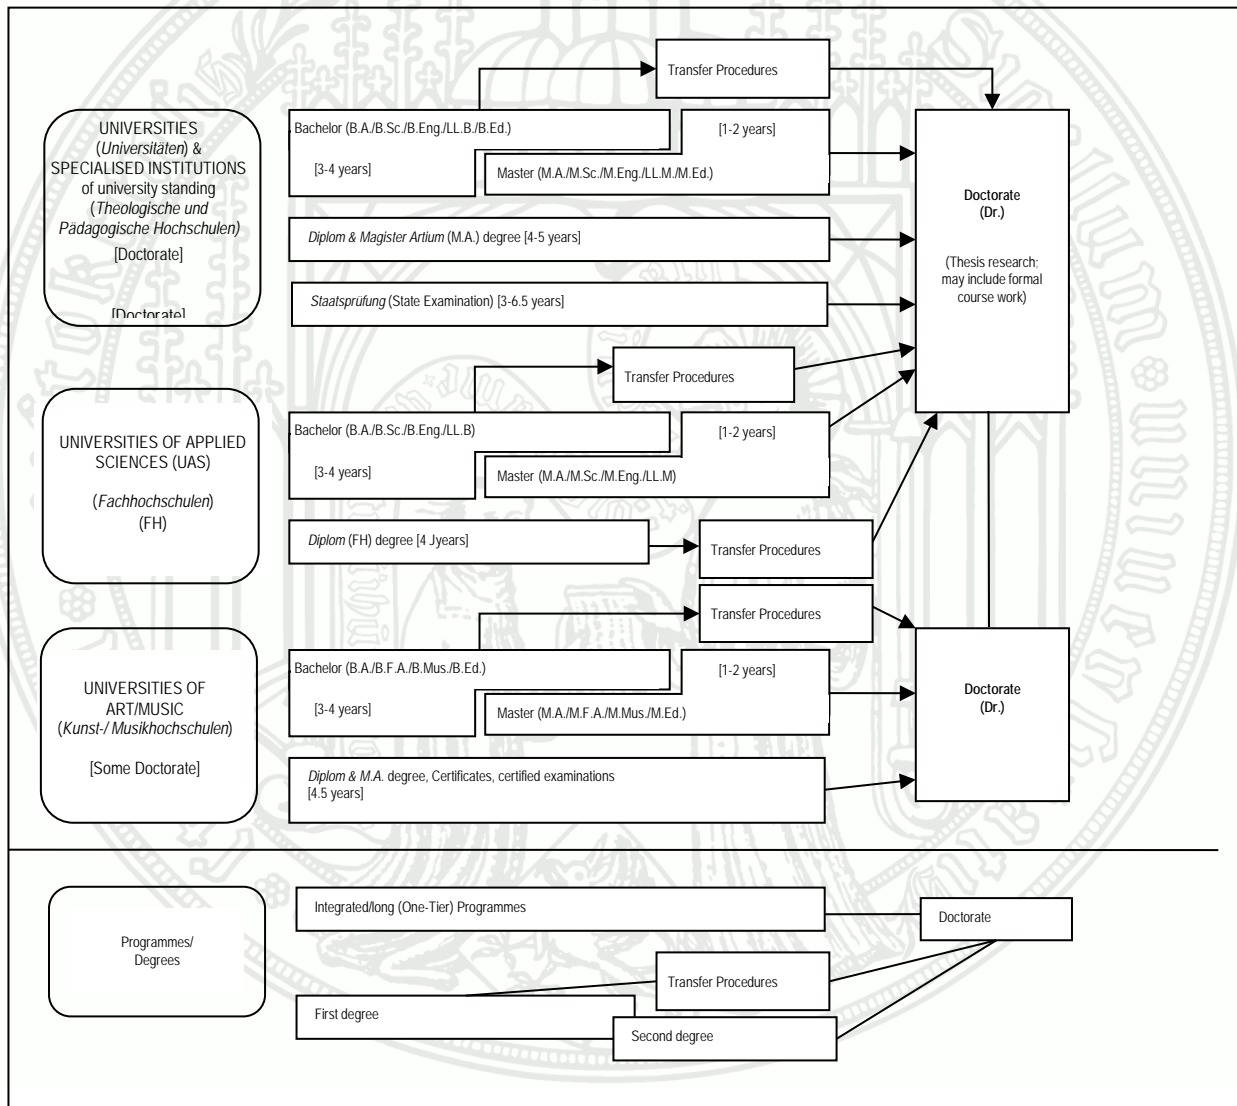 Transfer Procedures
UNIVERSITIES
(Universitäten) &
SPECIALISED INSTITUTIONS
of university standing
(Theologische und
Pädagogische Hochschulen)
[Doctorate]
[Doctorate]
Bachelor (B.A./B.Sc./B.Eng./LL.B./B.Ed.)
[3-4 years]
[1-2 years]
Master (M.A./M.Sc./M.Eng./LL.M./M.Ed.)
Diplom & Magister Artium (M.A.) degree [4-5 years]
Staatsprüfung (State Examination) [3-6.5 years]
Doctorate
(Dr.)
(Thesis research;
may include formal
course work)
Transfer Procedures
UNIVERSITIES OF APPLIED
SCIENCES (UAS)
(Fachhochschulen)
(FH)
Bachelor (B.A./B.Sc./B.Eng./LL.B)
[3-4 years]
[1-2 years]
Master (M.A./M.Sc./M.Eng./LL.M)
Diplom (FH) degree [4 Jyears]
Transfer Procedures
Transfer Procedures
UNIVERSITIES OF
ART/MUSIC
(Kunst-/ Musikhochschulen)
[Some Doctorate]
Bachelor (B.A./B.F.A./B.Mus./B.Ed.)
[3-4 years]
[1-2 years]
Master (M.A./M.F.A./M.Mus./M.Ed.)
Diplom & M.A. degree, Certificates, certified examinations
[4.5 years]
Doctorate
(Dr.)
Programmes/
Degrees
Integrated/long (One-Tier) Programmes
Doctorate
Transfer Procedures
First degree
Second degree